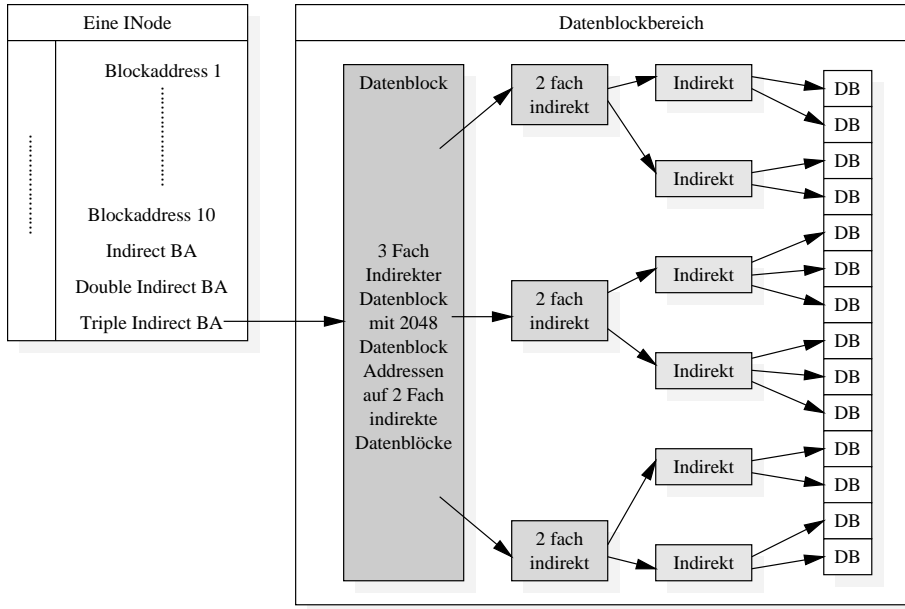 Eine INode
Blockaddress 1
Blockaddress 10
Indirect BA
Double Indirect BA
Triple Indirect BA
Datenblockbereich
Datenblock
3 Fach
Indirekter
Datenblock
mit 2048
Datenblock
Addressen
auf 2 Fach
indirekte
Datenblöcke
2 fach
indirekt
2 fach
indirekt
2 fach
indirekt
Indirekt
Indirekt
Indirekt
Indirekt
Indirekt
Indirekt
DB
DB
DB
DB
DB
DB
DB
DB
DB
DB
DB
DB
DB
DB